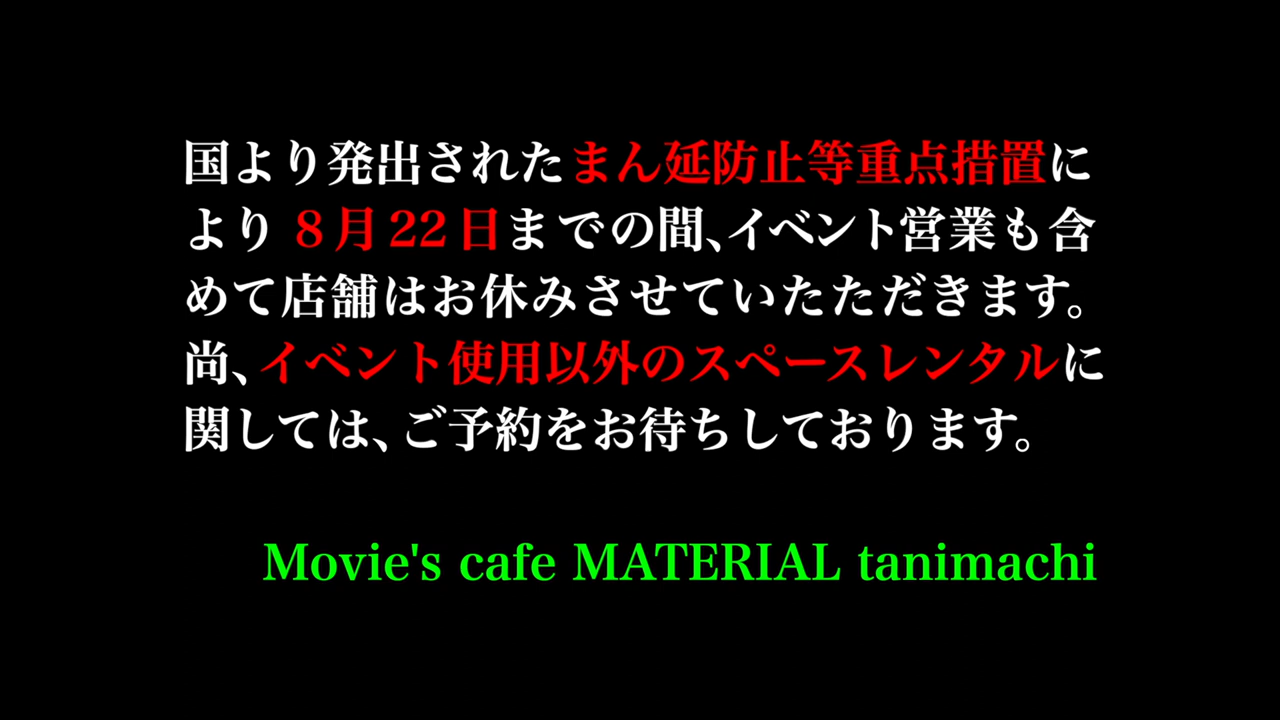 国より発出されたまん延防止等重点措置に
より８月22日までの間、イベント営業も含
めて店舗はお休みさせていたただきます。
尚、イベント使用以外のスペースレンタルに
関しては、ご予約をお待ちしております。
Movie's cafe MATERIAL tanimachi